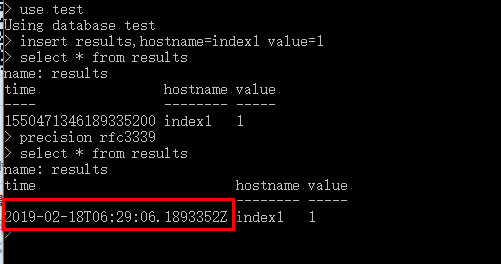 > use test
Using database test
> insert results,hostname=index1 value=1
> select * from results
name: results
time hostname value
---- -------- -----
1550471346189335200 index1 1
> precision rfc3339
> select * from results
name: results
time hostname value
---- -------- -----
2019-02-18T06:29:06.1893352Z index1 1
>